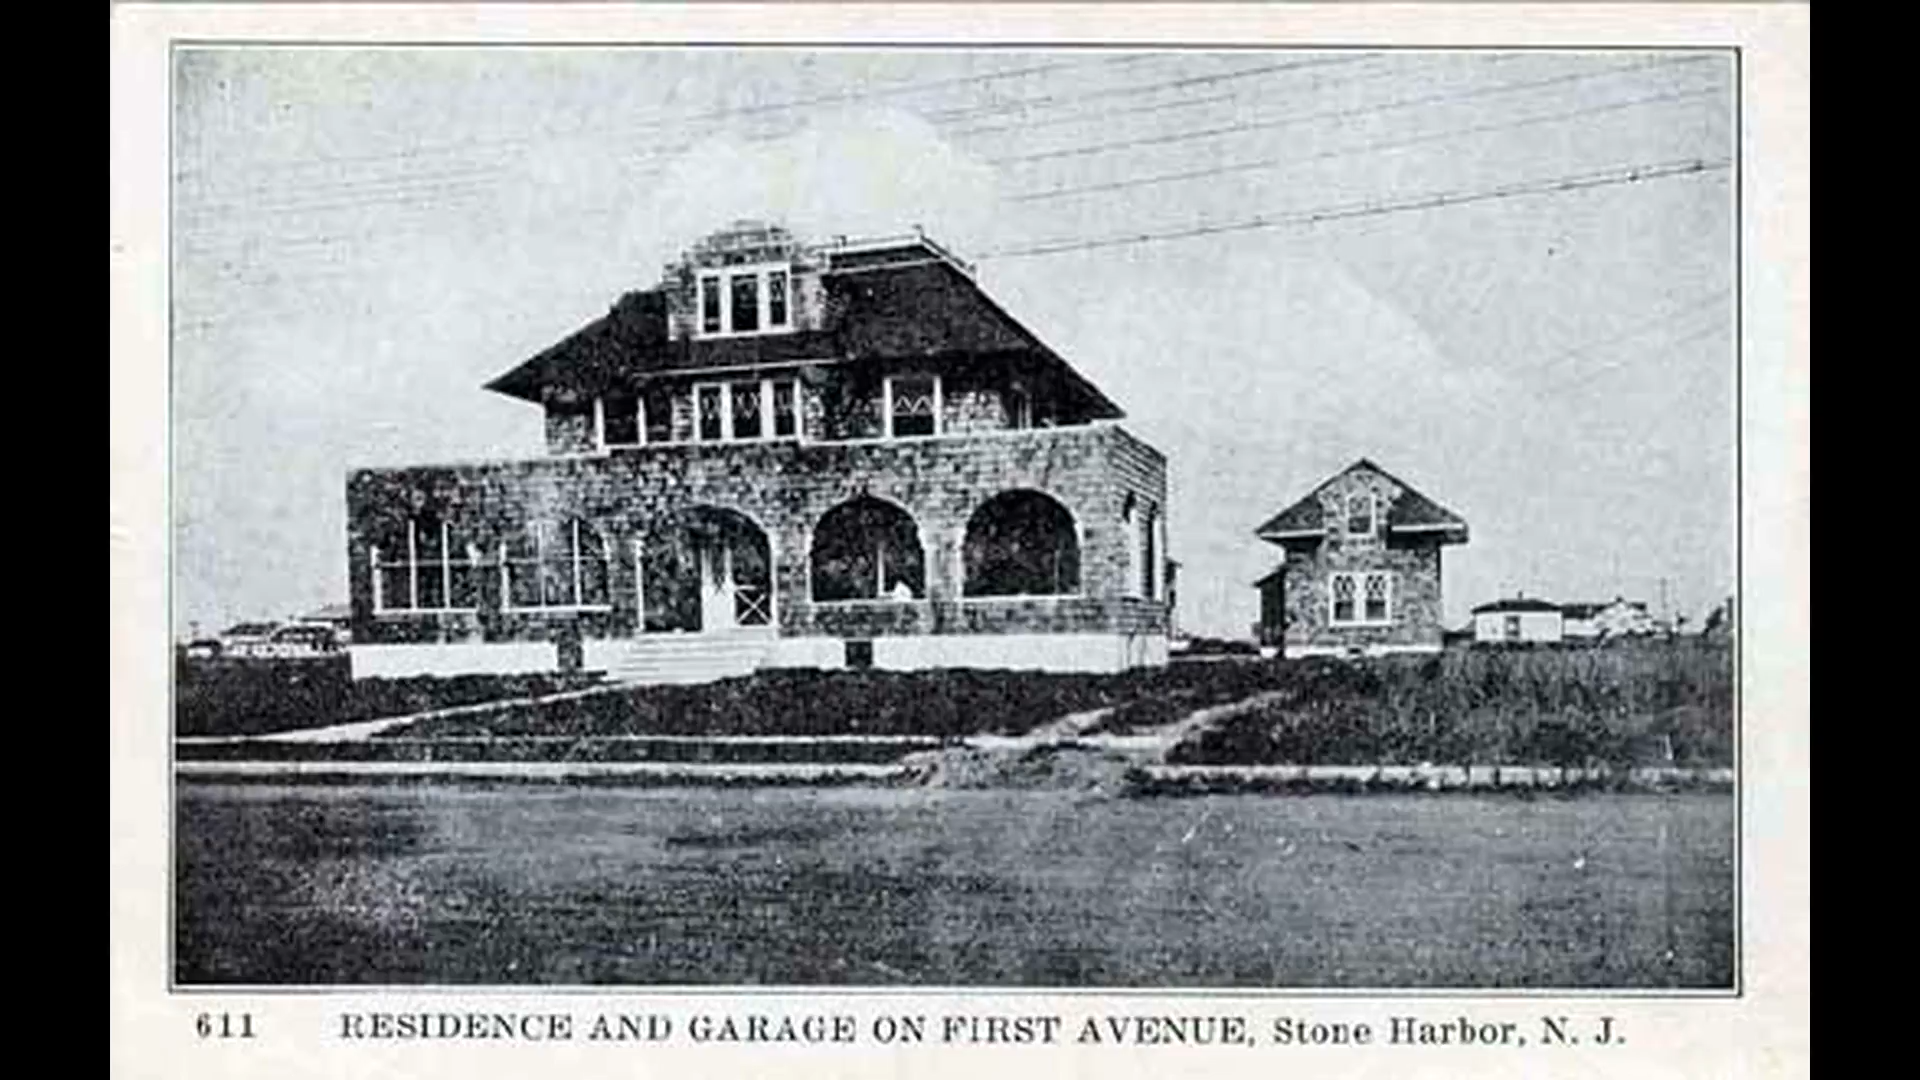 611 RESIDENCE AND GARAGE ON FIRST AVENUE, Stone Harbor, N. J.